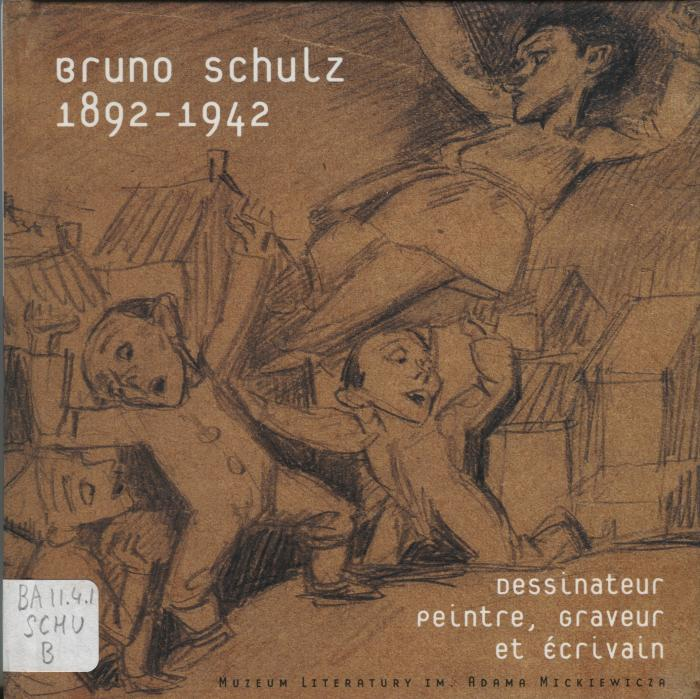 Bruno Schulz
1892-1942
Dessinateur
Peintre, Graveur
et écrivain
BA 11.4.1
SCHU
B
Muzeum Literatury im. Adama Mickiewicza